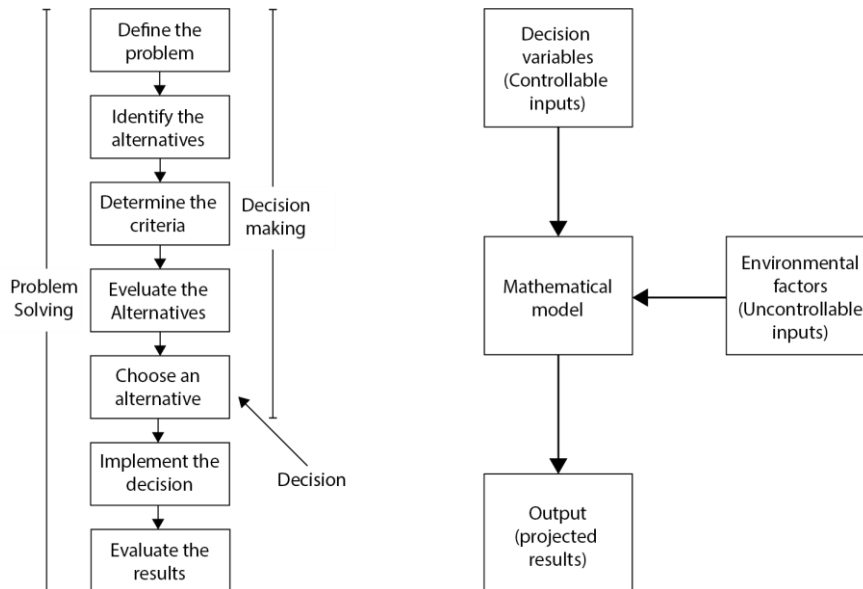 Define the
problem
Identify the
alternatives
Determine the
criteria
Eveluate the
Alternatives
Choose an
alternative
Implement the
decision
Evaluate the
results
Problem
Solving
Decision
making
Decision
Decision
variables
(Controllable
inputs)
Mathematical
model
Environmental
factors
(Uncontrollable
inputs)
Output
(projected
results)